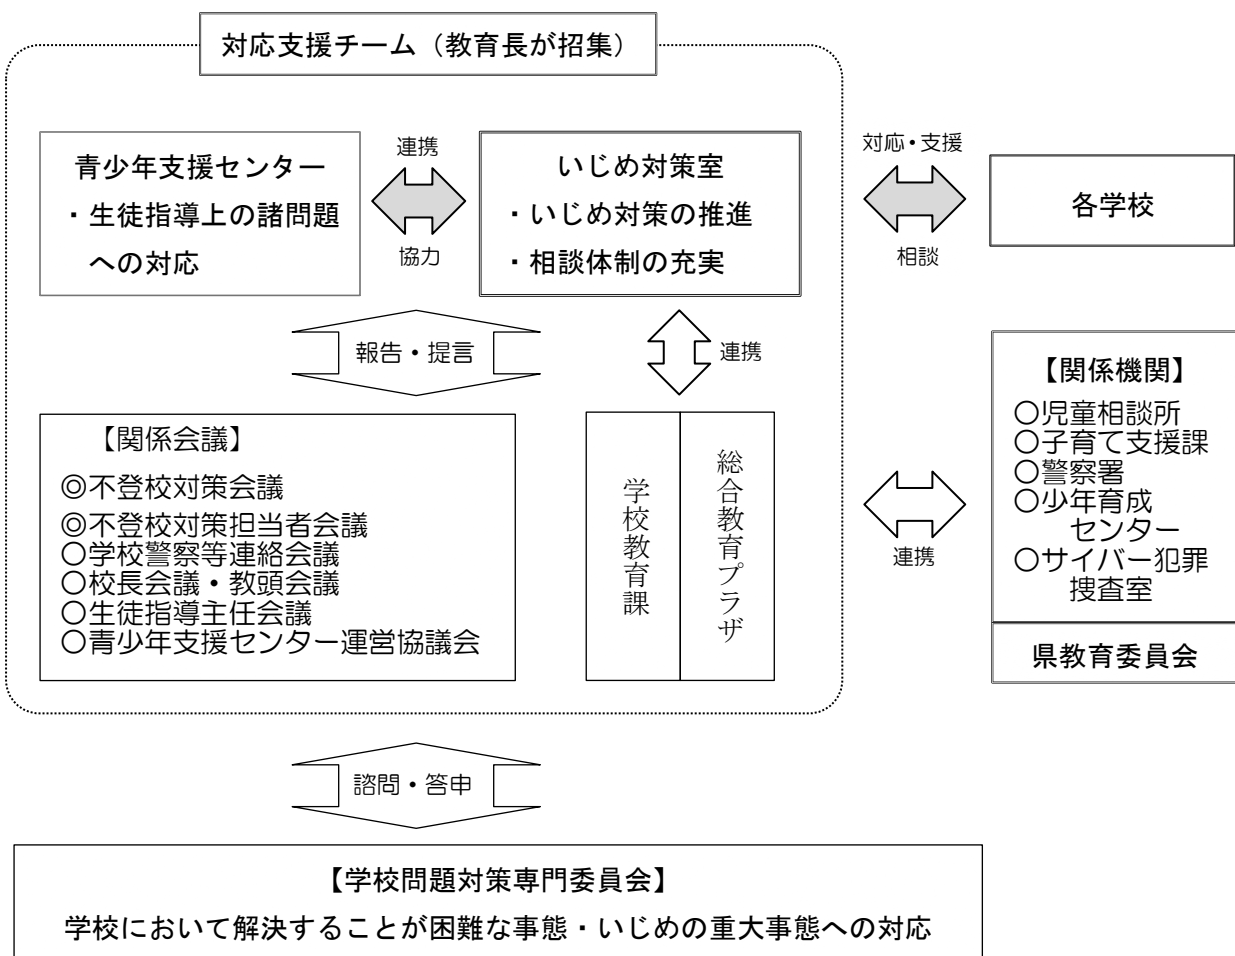 対応支援チーム（教育長が招集）
青少年支援センター
・生徒指導上の諸問題
への対応
連携
協力
いじめ対策室
・いじめ対策の推進
・相談体制の充実
対応・支援
相談
各学校
報告・提言
連携
【関係会議】
◎不登校対策会議
◎不登校対策担当者会議
○学校警察等連絡会議
○校長会議・教頭会議
○生徒指導主任会議
○青少年支援センター運営協議会
学校教育課
総合教育プラザ
連携
【関係機関】
○児童相談所
○子育て支援課
○警察署
○少年育成
センター
○サイバー犯罪
捜査室
県教育委員会
諮問・答申
【学校問題対策専門委員会】
学校において解決することが困難な事態・いじめの重大事態への対応